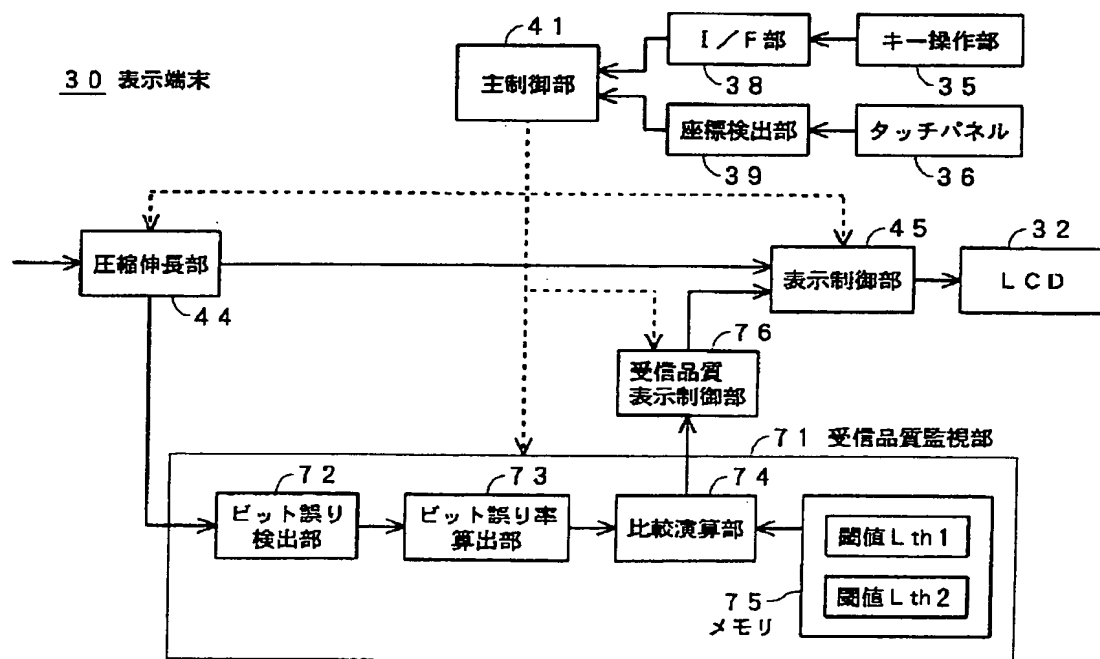 41
I/F部
キー操作部
30 表示端末
主制御部
38
35
座標検出部
タッチパネル
39
36
45
32
圧縮伸長部
表示制御部
LCD
44
76
受信品質
表示制御部
71 受信品質監視部
72
73
74
ビット誤り
検出部
ビット誤り率
算出部
比較演算部
閾値Lth1
閾値Lth2
75
メモリ